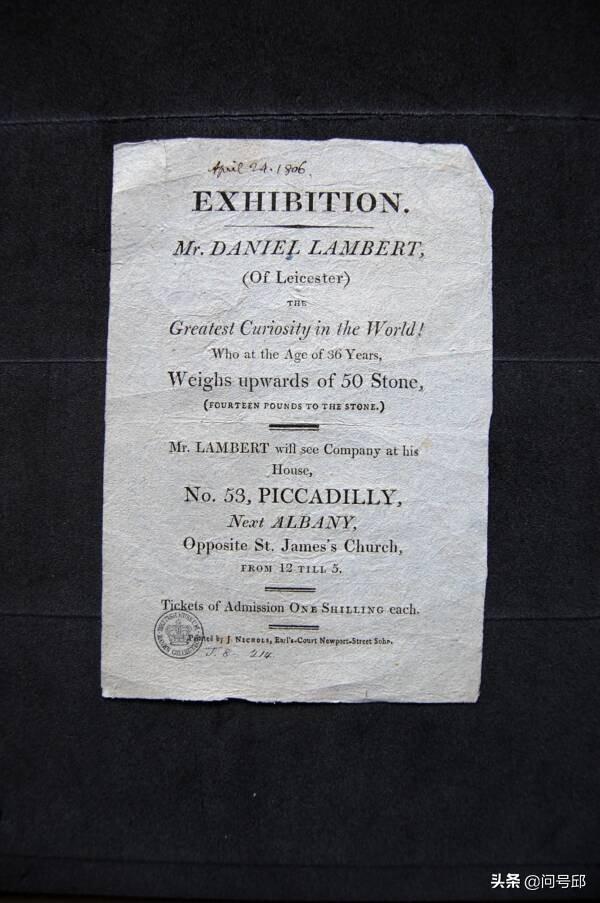 April 24. 1806.
EXHIBITION.
Mr. DANIEL LAMBERT,
(Of Leicester)
THE
Greatest Curiosity in the World!
Who at the Age of 36 Years,
Weighs upwards of 50 Stone,
(FOURTEEN POUNDS TO THE STONE.)
Mr. LAMBERT will see Company at his
House,
No. 53, PICCADILLY,
Next ALBANY,
Opposite St. James's Church,
FROM 12 TILL 5.
Tickets of Admission ONE SHILLING each.
Printed by J. NICHOLS, Earl's-Court Newport-Street Soho.
J. 8 214
头条 @问号邱